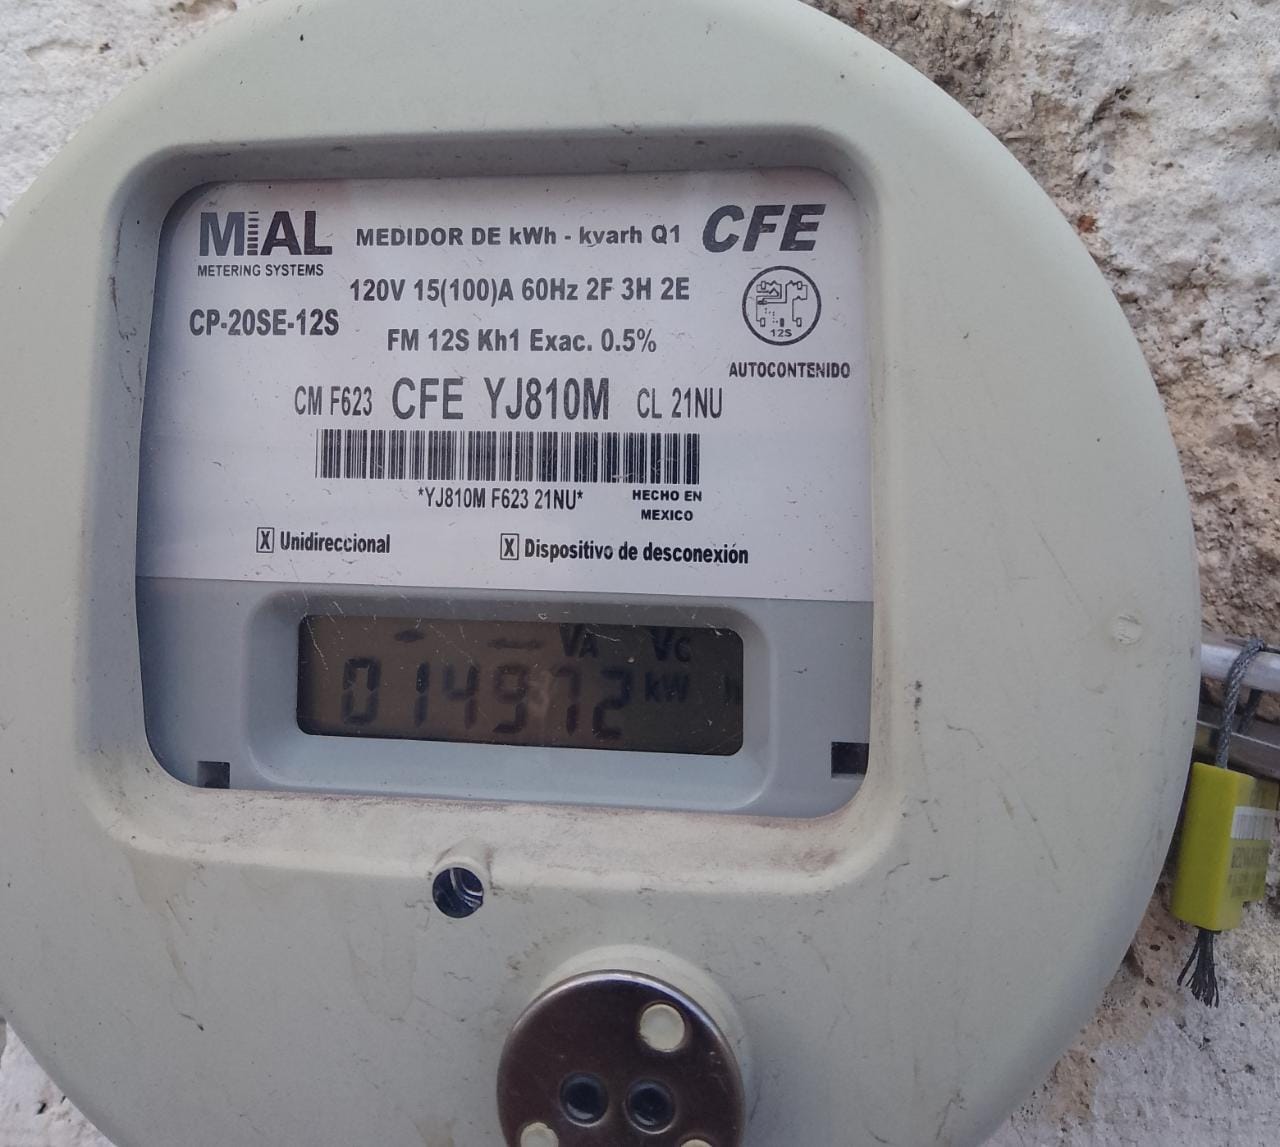 MIAL
METERING SYSTEMS
MEDIDOR DE kWh - kvarh Q1
CFE
120V 15(100)A 60Hz 2F 3H 2E
CP-20SE-12S
FM 12S Kh1 Exac. 0.5%
12S
AUTOCONTENIDO
CM F623 CFE YJ810M CL 21NU
*YJ810M F623 21NU*
HECHO EN
MEXICO
X Unidireccional
X Dispositivo de desconexión
VA VC
014972 kW h